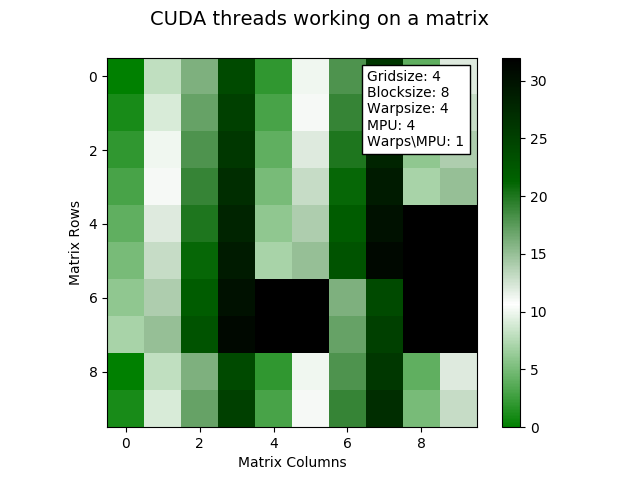 CUDA threads working on a matrix
Gridsize: 4
Blocksize: 8
Warpsize: 4
MPU: 4
Warps\MPU: 1
0
2
4
6
8
Matrix Rows
0 2 4 6 8
Matrix Columns
30
25
20
15
10
5
0